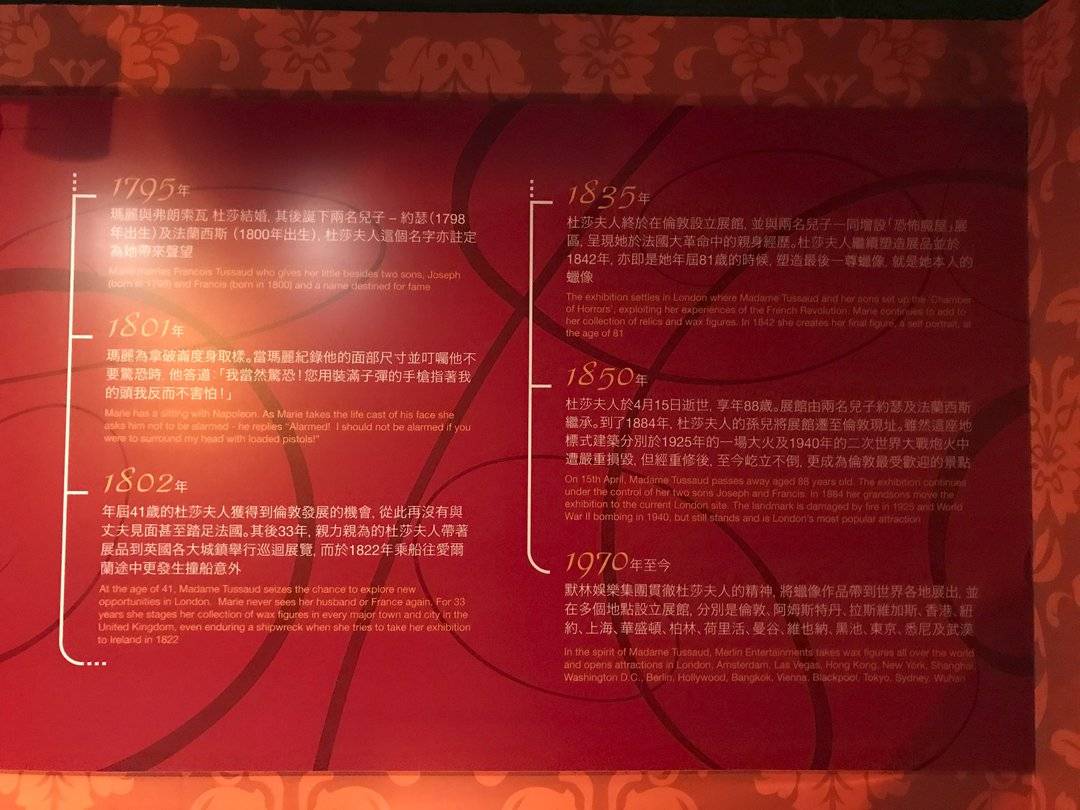 1795年
瑪麗與弗朗索瓦 杜莎結婚, 其後誕下兩名兒子 – 約瑟（1798
年出生）及法蘭西斯（1800年出生）, 杜莎夫人這個名字亦註定
為她帶來聲望
Marie marries Francois Tussaud who gives her little besides two sons, Joseph
(born in 1798) and Francis (born in 1800) and a name destined for fame
1801年
瑪麗為拿破崙度身取樣。當瑪麗紀錄他的面部尺寸並叮囑他不
要驚恐時, 他答道:「我當然驚恐！您用裝滿子彈的手槍指著我
的頭我反而不害怕！」
Marie has a sitting with Napoleon. As Marie takes the life cast of his face she
asks him not to be alarmed - he replies "Alarmed! I should not be alarmed if you
were to surround my head with loaded pistols!"
1802年
年屆41歲的杜莎夫人獲得到倫敦發展的機會, 從此再沒有與
丈夫見面甚至踏足法國。其後33年, 親力親為的杜莎夫人帶著
展品到英國各大城鎮舉行巡迴展覽, 而於1822年乘船往愛爾
蘭途中更發生撞船意外
At the age of 41, Madame Tussaud seizes the chance to explore new
opportunities in London. Marie never sees her husband or France again. For 33
years she stages her collection of wax figures in every major town and city in the
United Kingdom, even enduring a shipwreck when she tries to take her exhibition
to Ireland in 1822
1835年
杜莎夫人終於在倫敦設立展館, 並與兩名兒子一同增設「恐怖魔屋」展
區, 呈現她於法國大革命中的親身經歷。杜莎夫人繼續塑造展品並於
1842年, 亦即是她年屆81歲的時候, 塑造最後一尊蠟像, 就是她本人的
蠟像
The exhibition settles in London where Madame Tussaud and her sons set up the 'Chamber
of Horrors', exploiting her experiences of the French Revolution. Marie continues to add to
her collection of relics and wax figures. In 1842 she creates her final figure, a self portrait, at
the age of 81
1850年
杜莎夫人於4月15日逝世, 享年88歲。展館由兩名兒子約瑟及法蘭西斯
繼承。到了1884年, 杜莎夫人的孫兒將展館遷至倫敦現址。雖然這座地
標式建築分別於1925年的一場大火及1940年的二次世界大戰炮火中
遭嚴重損毀, 但經重修後, 至今屹立不倒, 更成為倫敦最受歡迎的景點
On 15th April, Madame Tussaud passes away aged 88 years old. The exhibition continues
under the control of her two sons Joseph and Francis. In 1884 her grandsons move the
exhibition to the current London site. The landmark is damaged by fire in 1925 and World
War II bombing in 1940, but still stands and is London's most popular attraction
1970年至今
默林娛樂集團貫徹杜莎夫人的精神, 將蠟像作品帶到世界各地展出, 並
在多個地點設立展館, 分別是倫敦、阿姆斯特丹、拉斯維加斯、香港、紐
約、上海、華盛頓、柏林、荷里活、曼谷、維也納、黑池、東京、悉尼及武漢
In the spirit of Madame Tussaud, Merlin Entertainments takes wax figures all over the world
and opens attractions in London, Amsterdam, Las Vegas, Hong Kong, New York, Shanghai,
Washington D.C., Berlin, Hollywood, Bangkok, Vienna, Blackpool, Tokyo, Sydney, Wuhan